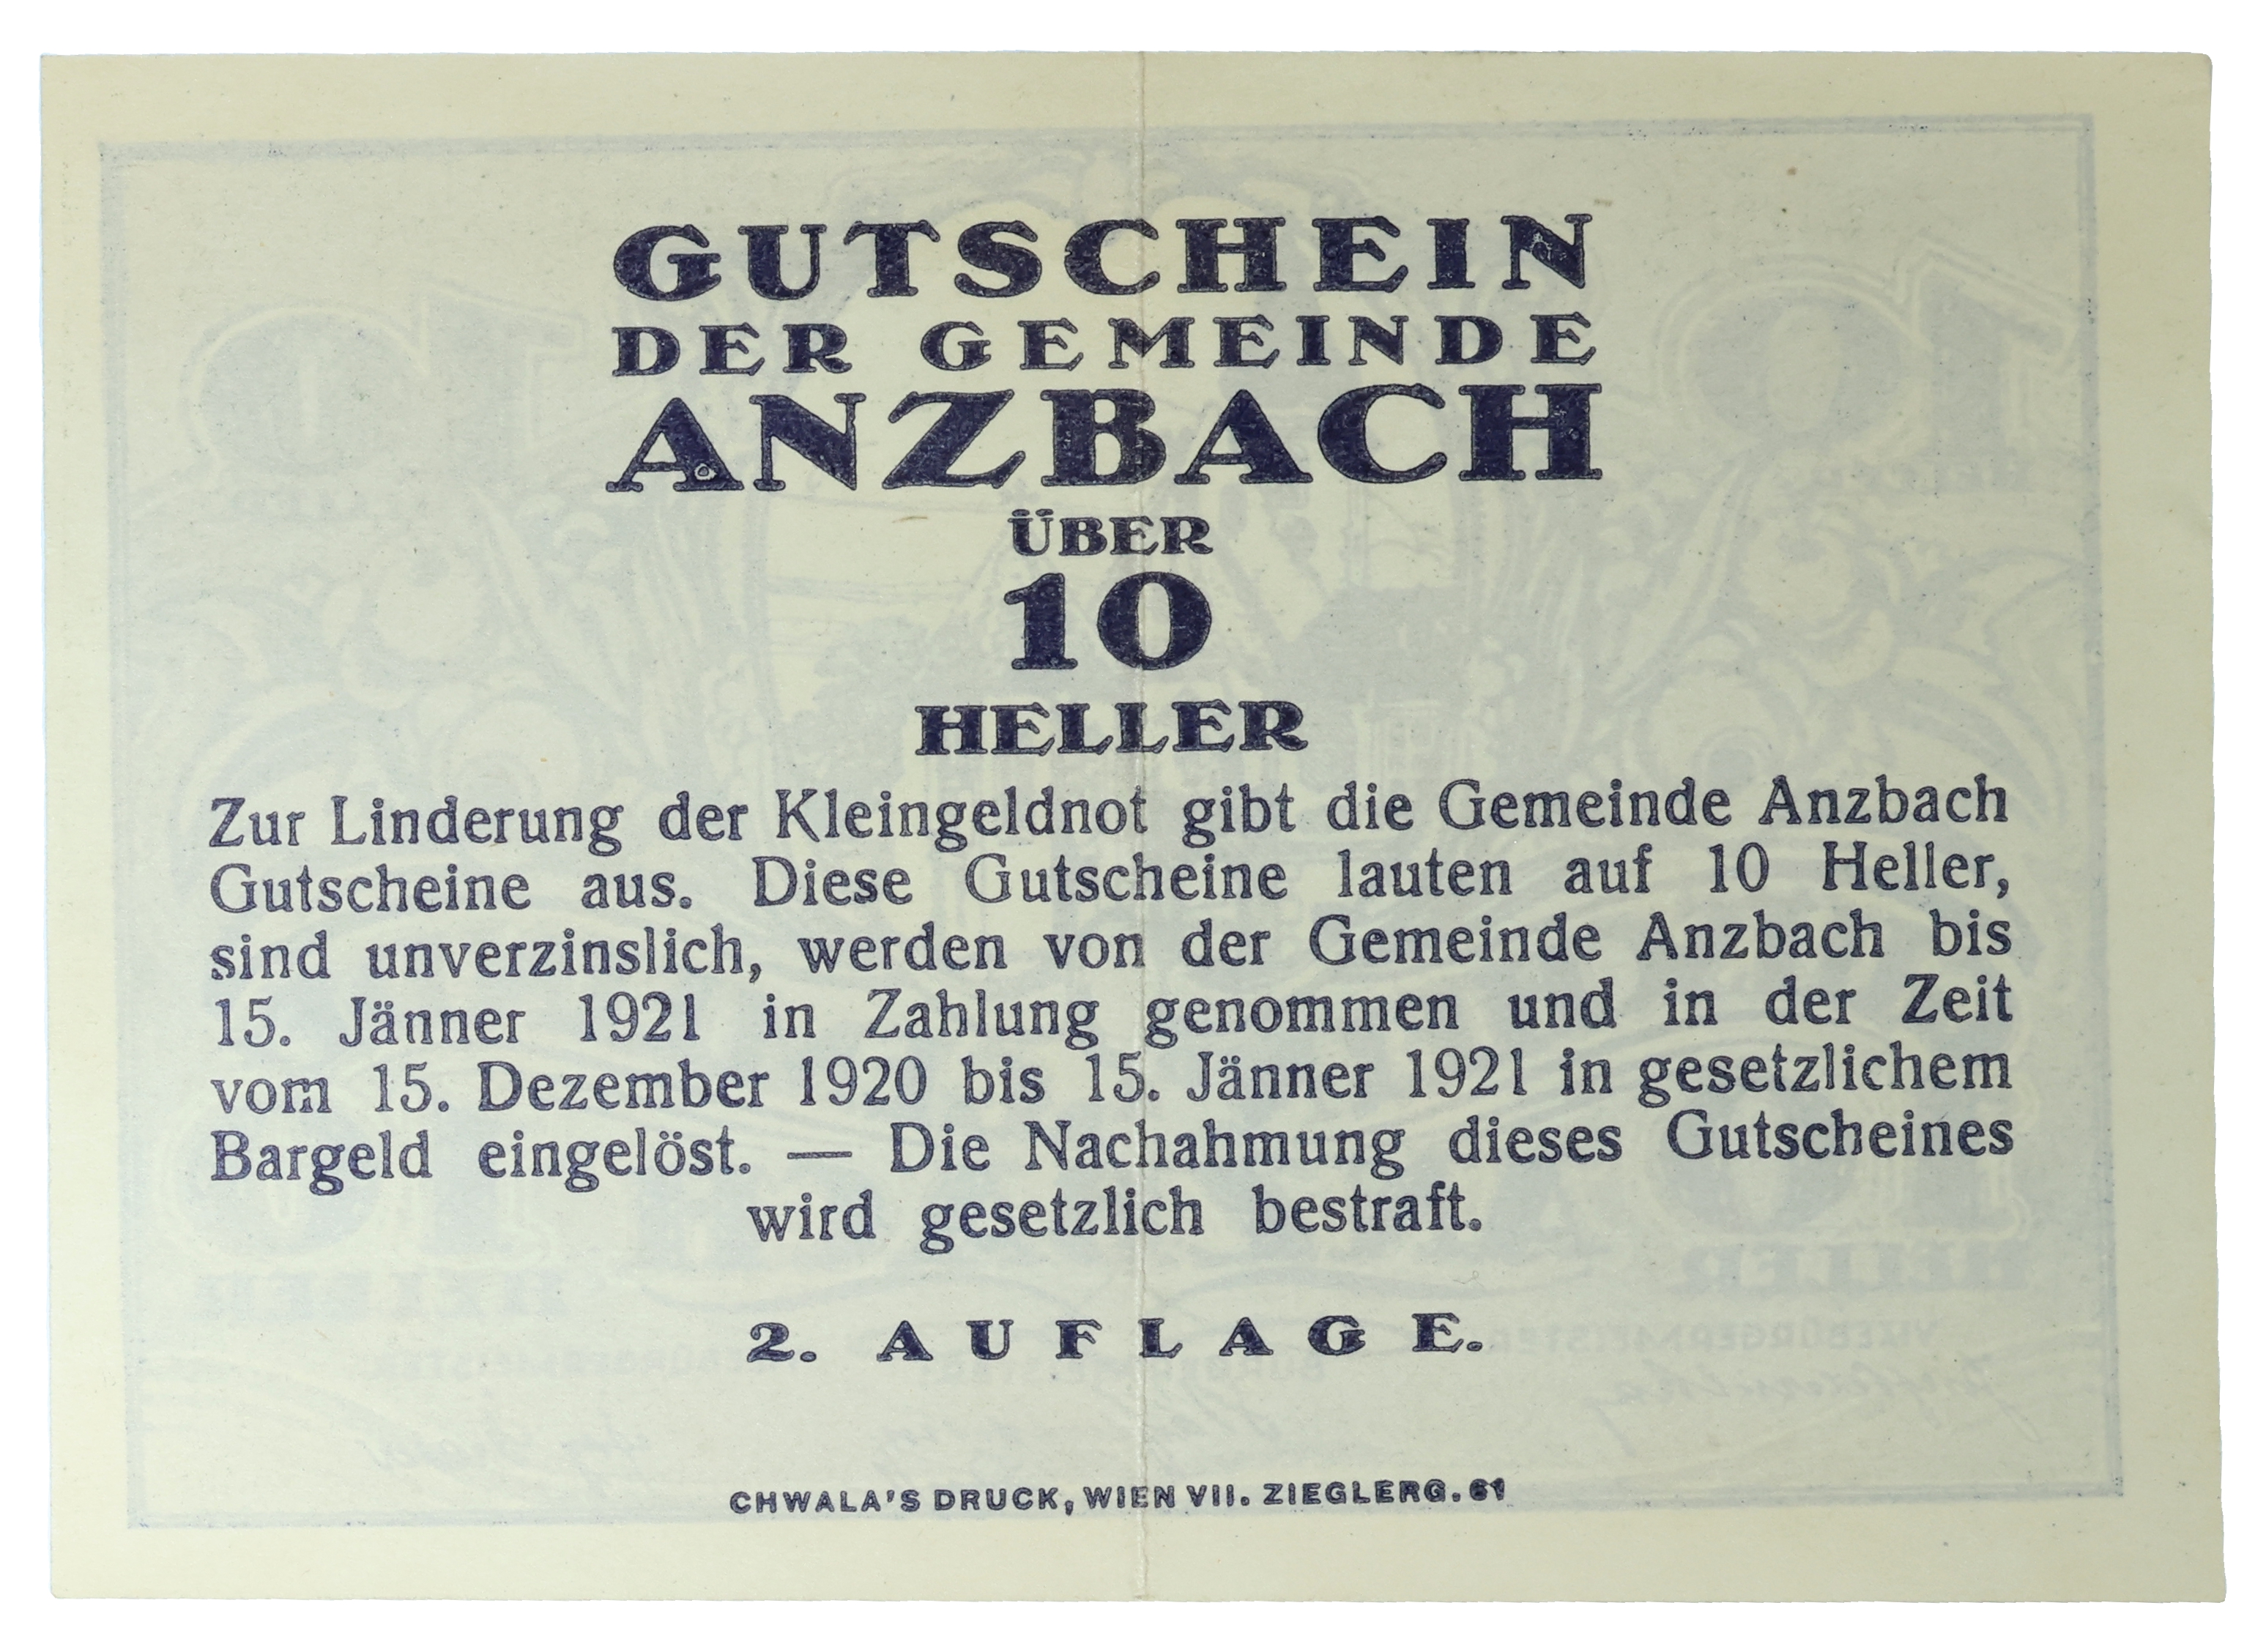 GUTSCHEIN
DER GEMEINDE
ANZBACH
ÜBER
10
HELLER
Zur Linderung der Kleingeldnot gibt die Gemeinde Anzbach
Gutscheine aus. Diese Gutscheine lauten auf 10 Heller,
sind unverzinslich, werden von der Gemeinde Anzbach bis
15. Jänner 1921 in Zahlung genommen und in der Zeit
vom 15. Dezember 1920 bis 15. Jänner 1921 in gesetzlichem
Bargeld eingelöst. — Die Nachahmung dieses Gutscheines
wird gesetzlich bestraft.
2. AUFLAGE.
CHWALA'S DRUCK, WIEN VII. ZIEGLERG. 61